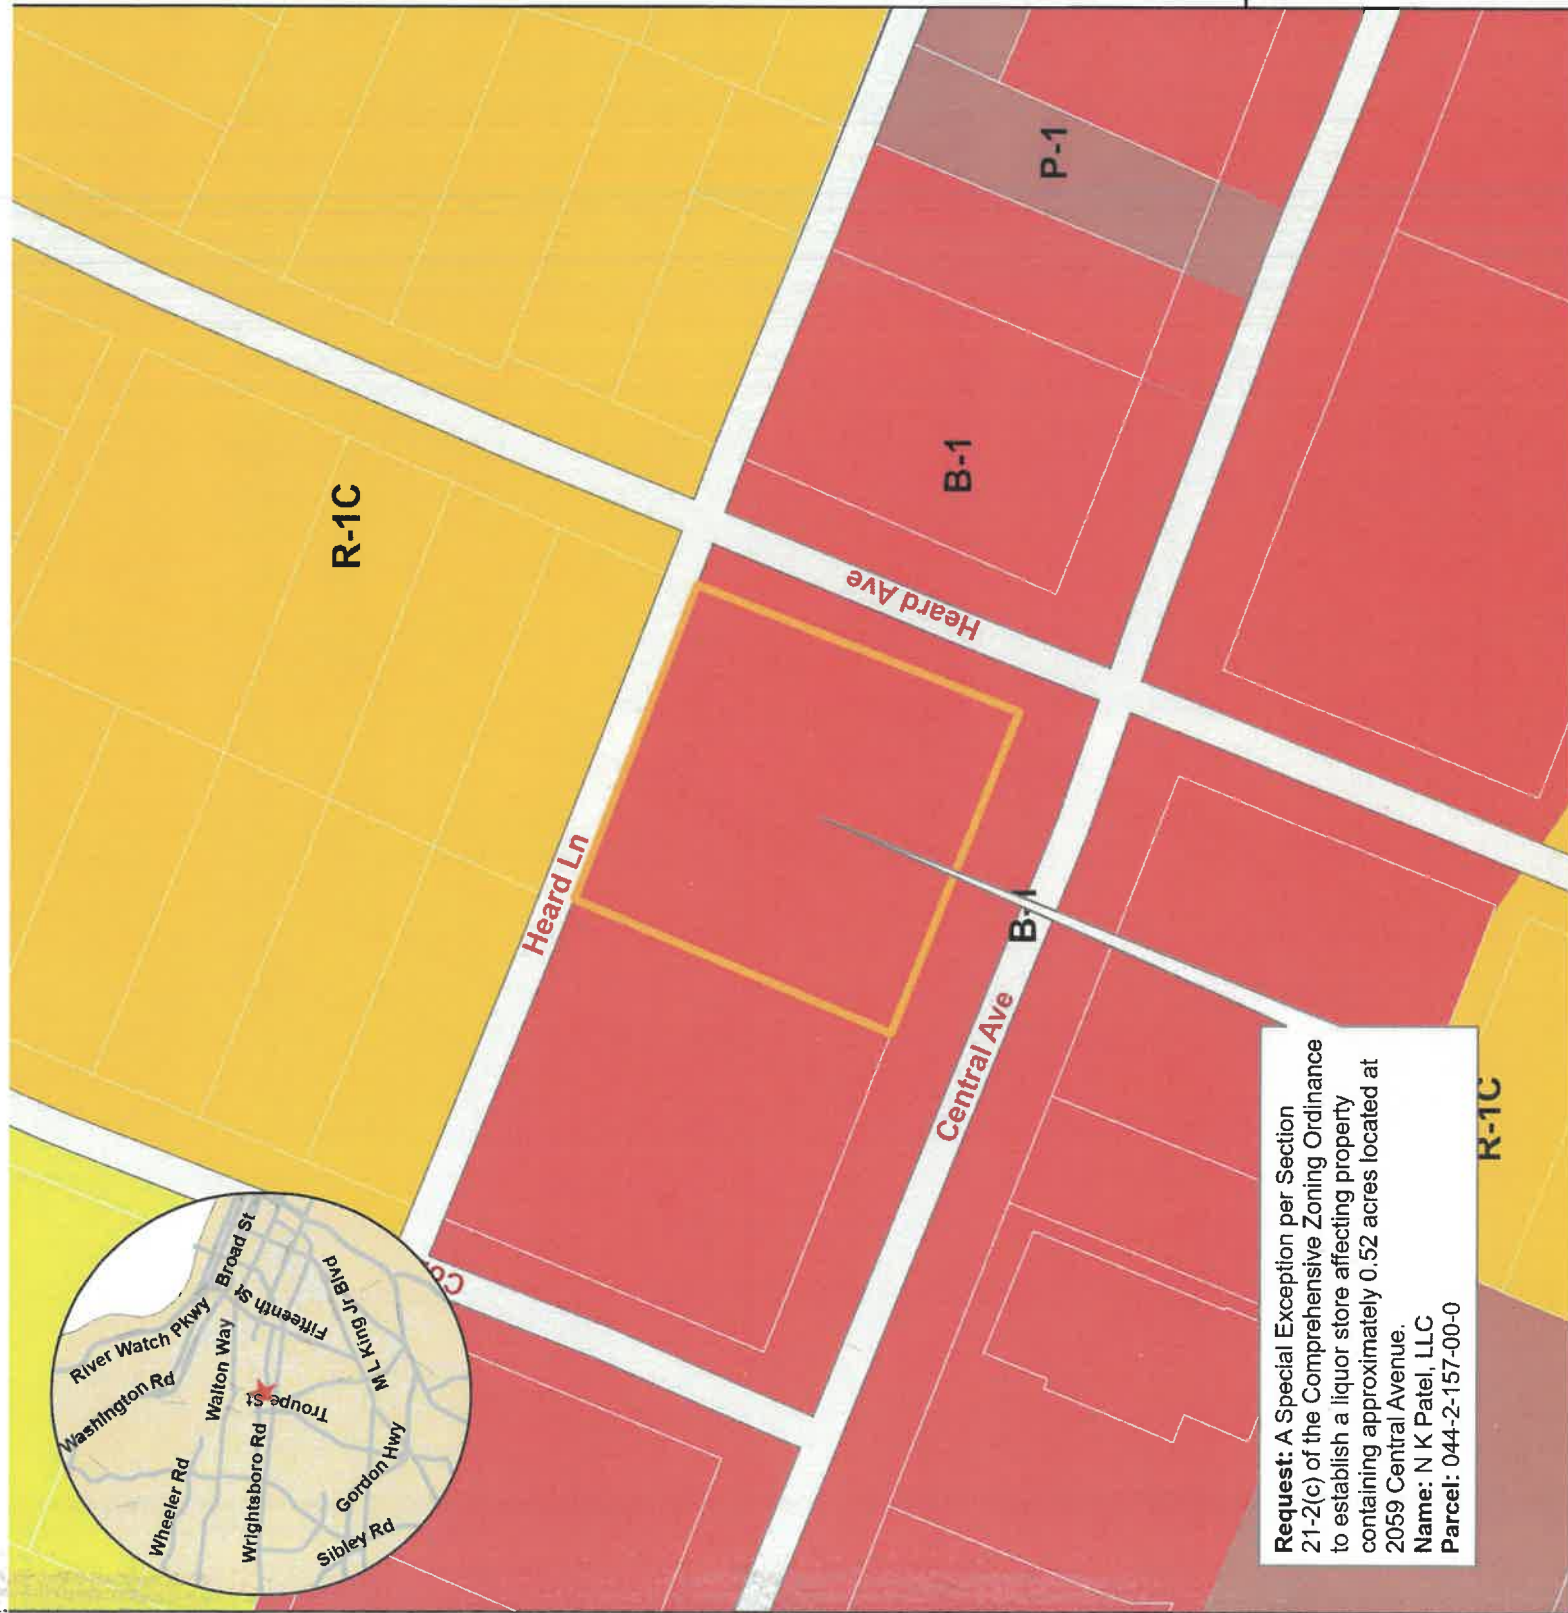 River Watch Pkwy
Washington Rd
Broad St
Fifteenth St
Walton Way
M L King Jr Blvd
Troupe St
Wheeler Rd
Wrightsboro Rd
Gordon Hwy
Sibley Rd
R-1C
P-1
B-1
Heard Ave
Heard Ln
B-1
Central Ave
R-1C
Request: A Special Exception per Section
21-2(c) of the Comprehensive Zoning Ordinance
to establish a liquor store affecting property
containing approximately 0.52 acres located at
2059 Central Avenue.
Name: N K Patel, LLC
Parcel: 044-2-157-00-0